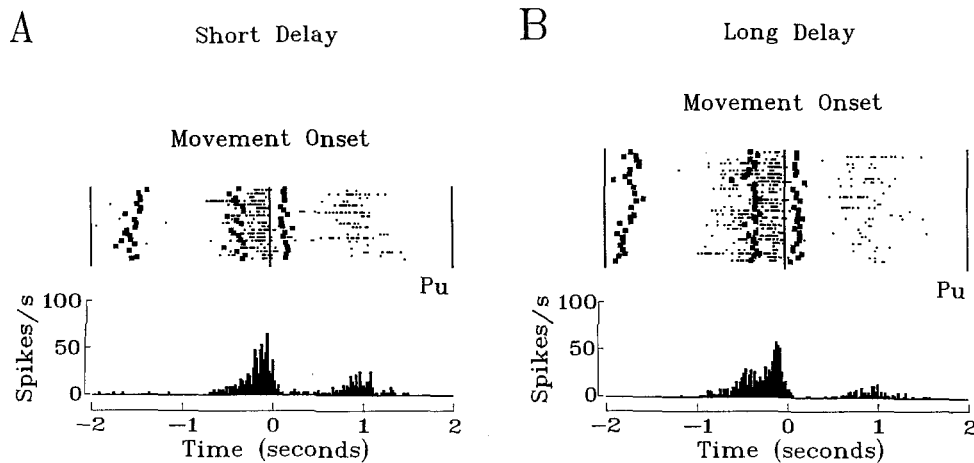 A
Short Delay
Movement Onset
Pu
Spikes/s
100
50
0
-2
-1
0
1
2
Time (seconds)
B
Long Delay
Movement Onset
Pu
Spikes/s
100
50
0
-2
-1
0
1
2
Time (seconds)